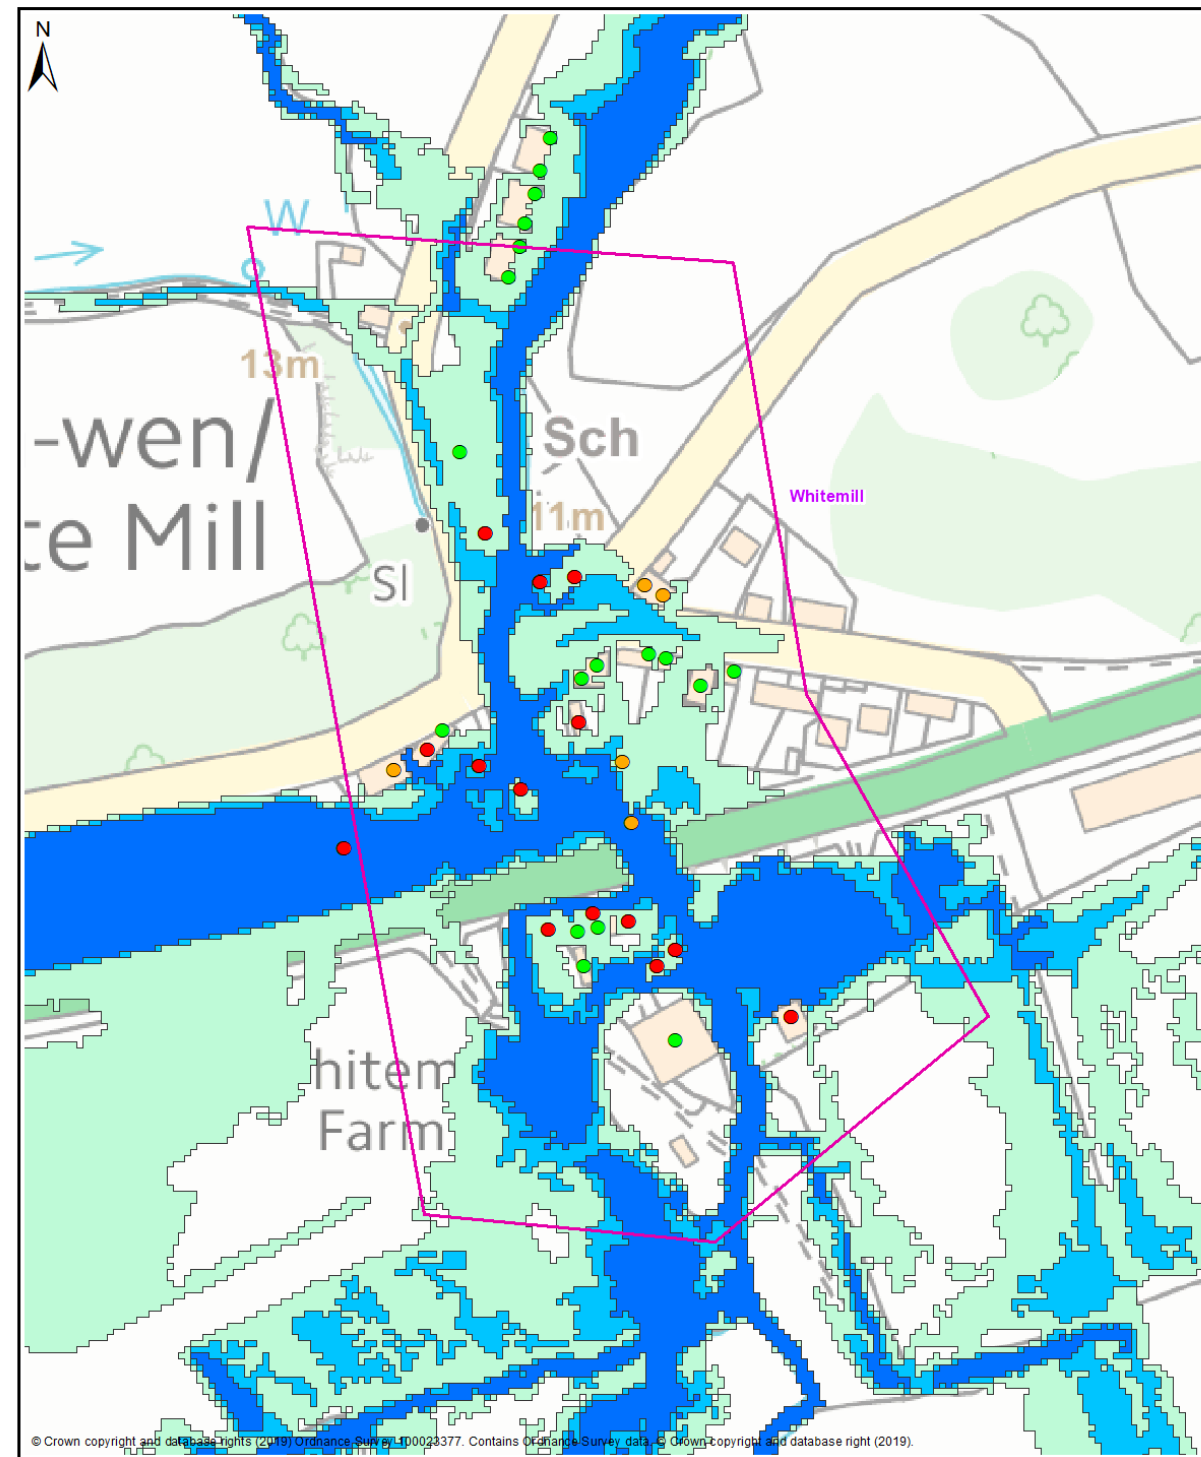 N
W
13m
-wen/
Sch
Whitemill
te Mill
11m
Sl
hitem
Farm
© Crown copyright and database rights (2019) Ordnance Survey 100023377. Contains Ordnance Survey data. © Crown copyright and database right (2019).